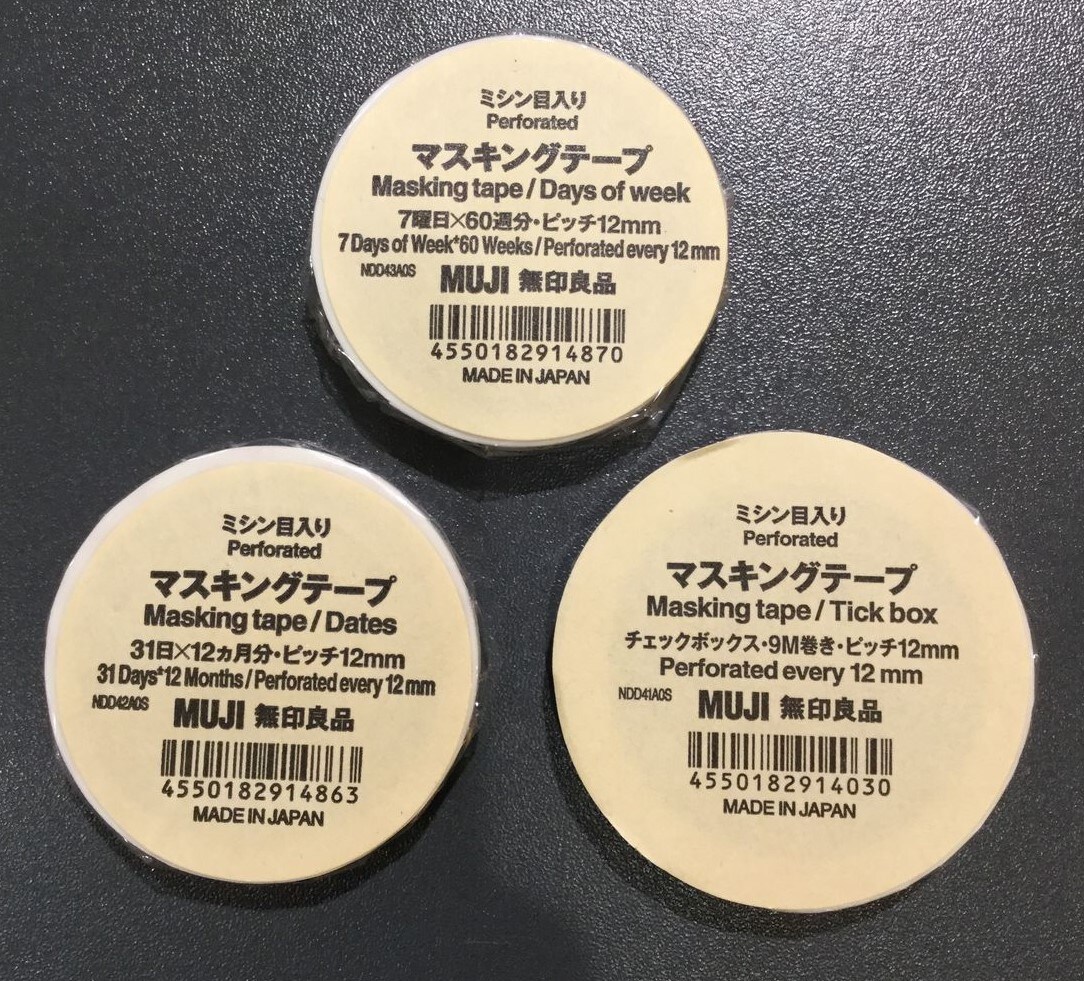 ミシン目入り
Perforated
マスキングテープ
Masking tape / Days of week
7曜日×60週分・ピッチ12mm
7 Days of Week*60 Weeks / Perforated every 12 mm
NDD43A0S MUJI 無印良品
4550182914870
MADE IN JAPAN
ミシン目入り
Perforated
マスキングテープ
Masking tape / Dates
31日×12ヵ月分・ピッチ12mm
31 Days*12 Months / Perforated every 12 mm
NDD42A0S MUJI 無印良品
4550182914863
MADE IN JAPAN
ミシン目入り
Perforated
マスキングテープ
Masking tape / Tick box
チェックボックス・9M巻き・ピッチ12mm
Perforated every 12 mm
NDD41A0S MUJI 無印良品
4550182914030
MADE IN JAPAN